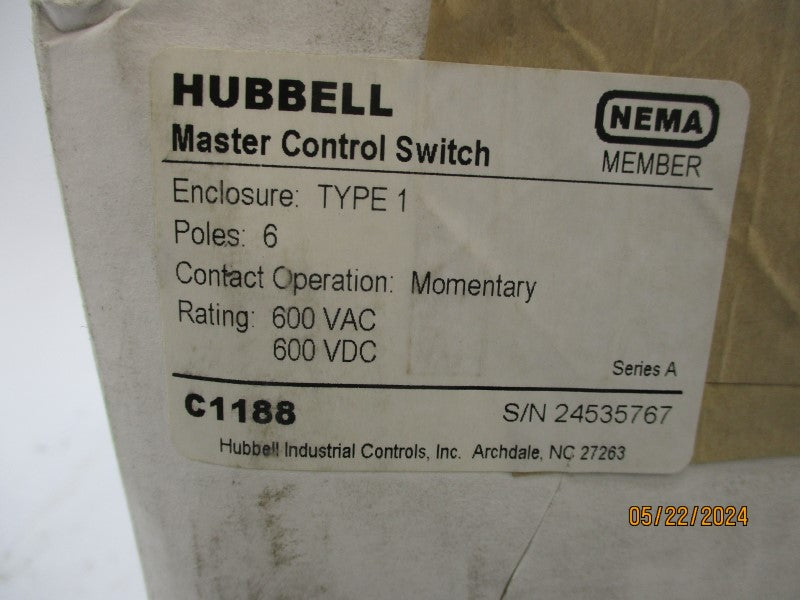 HUBBELL
NEMA
Master Control Switch
MEMBER
Enclosure: TYPE 1
Poles: 6
Contact Operation: Momentary
Rating: 600 VAC
600 VDC
Series A
C1188
S/N 24535767
Hubbell Industrial Controls, Inc. Archdale, NC 27263
05/22/2024